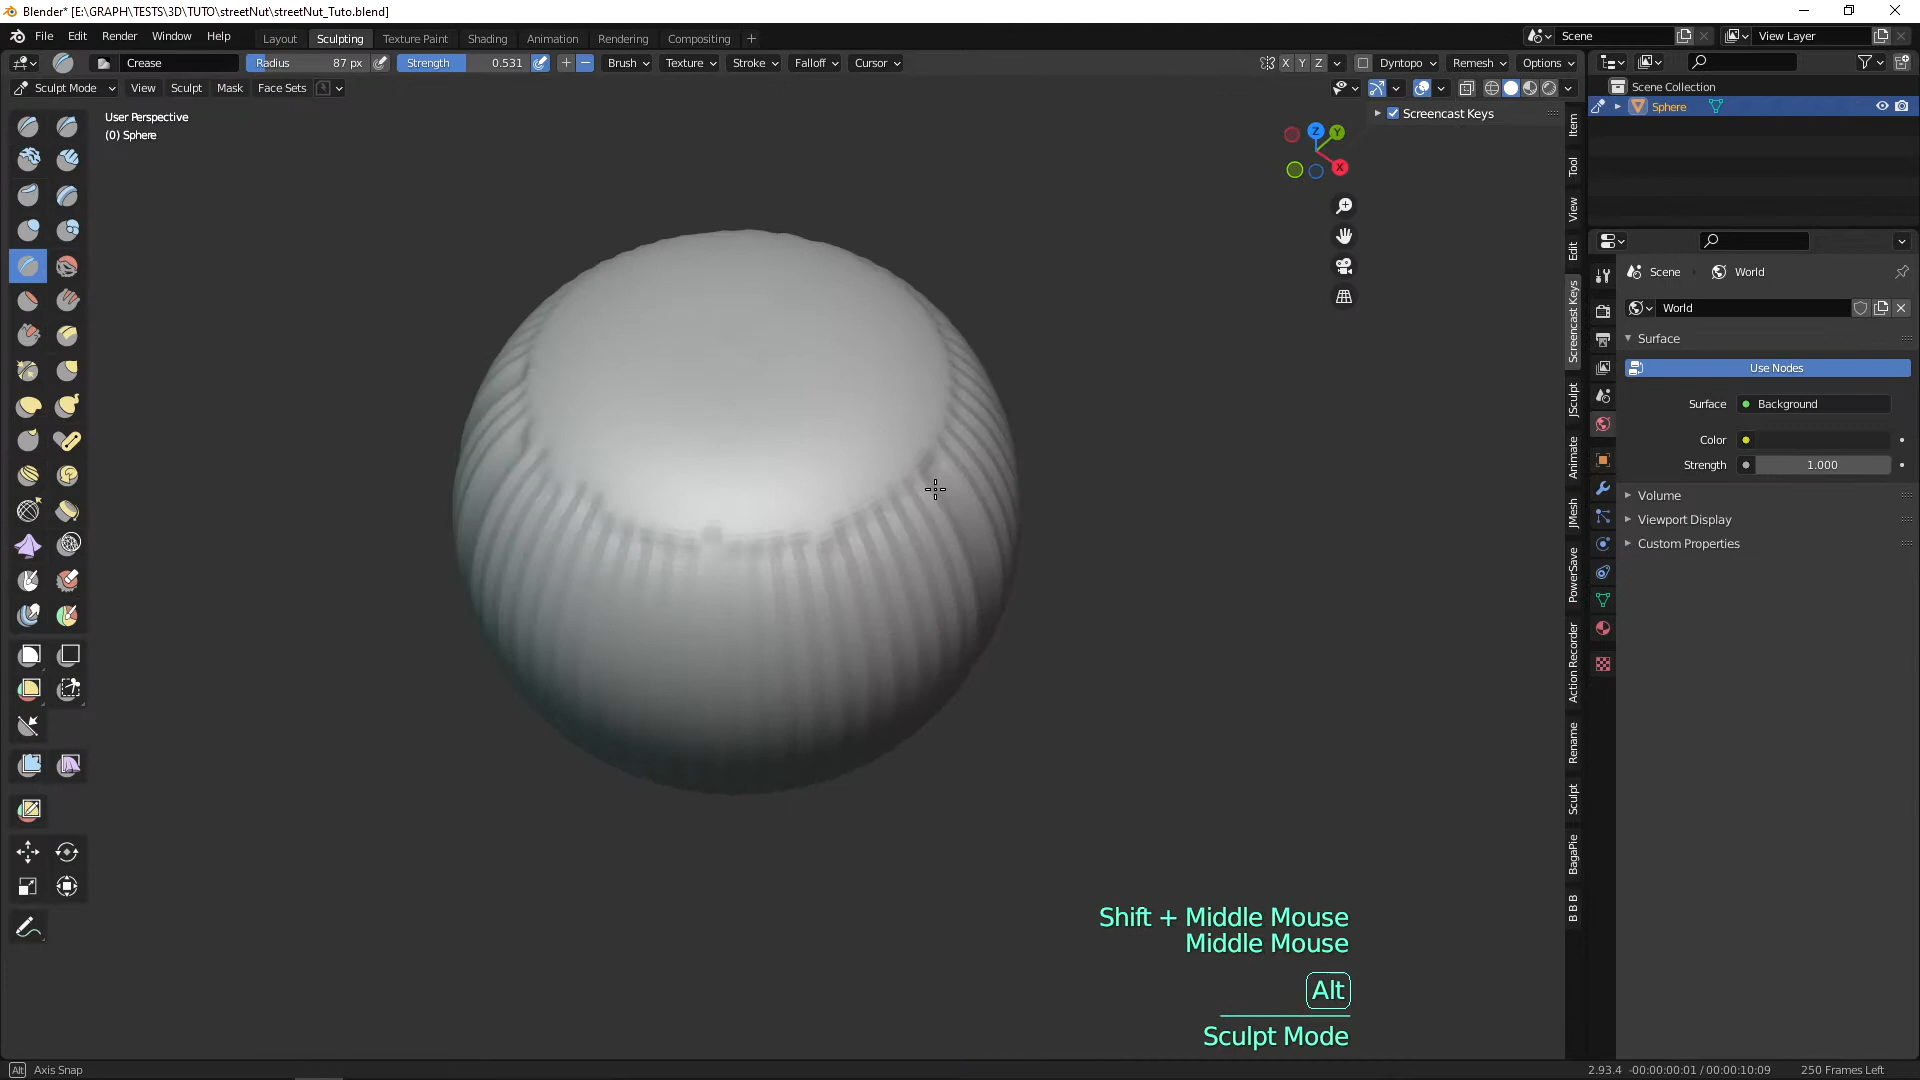 Blender* [E:\GRAPH\TESTS\3D\TUTO\streetNut\streetNut_Tuto.blend]
File Edit Render Window Help Layout Sculpting Texture Paint Shading Animation Rendering Compositing + Scene View Layer
Crease Radius 87 px Strength 0.531 Brush Texture Stroke Falloff Cursor X Y Z Dyntopo Remesh Options
Sculpt Mode View Sculpt Mask Face Sets
Scene Collection
Sphere
User Perspective
(0) Sphere
Screencast Keys
Z Y X
Item
Tool
View
Edit
Screencast Keys
JSculpt
Animate
JMesh
PowerSave
Action Recorder
Rename
Sculpt
BagaPie
B B B
Scene World
World
Surface
Use Nodes
Surface Background
Color
Strength 1.000
Volume
Viewport Display
Custom Properties
Shift + Middle Mouse
Middle Mouse
Alt
Sculpt Mode
Alt Axis Snap
2.93.4 -00:00:00:01 / 00:00:10:09 250 Frames Left